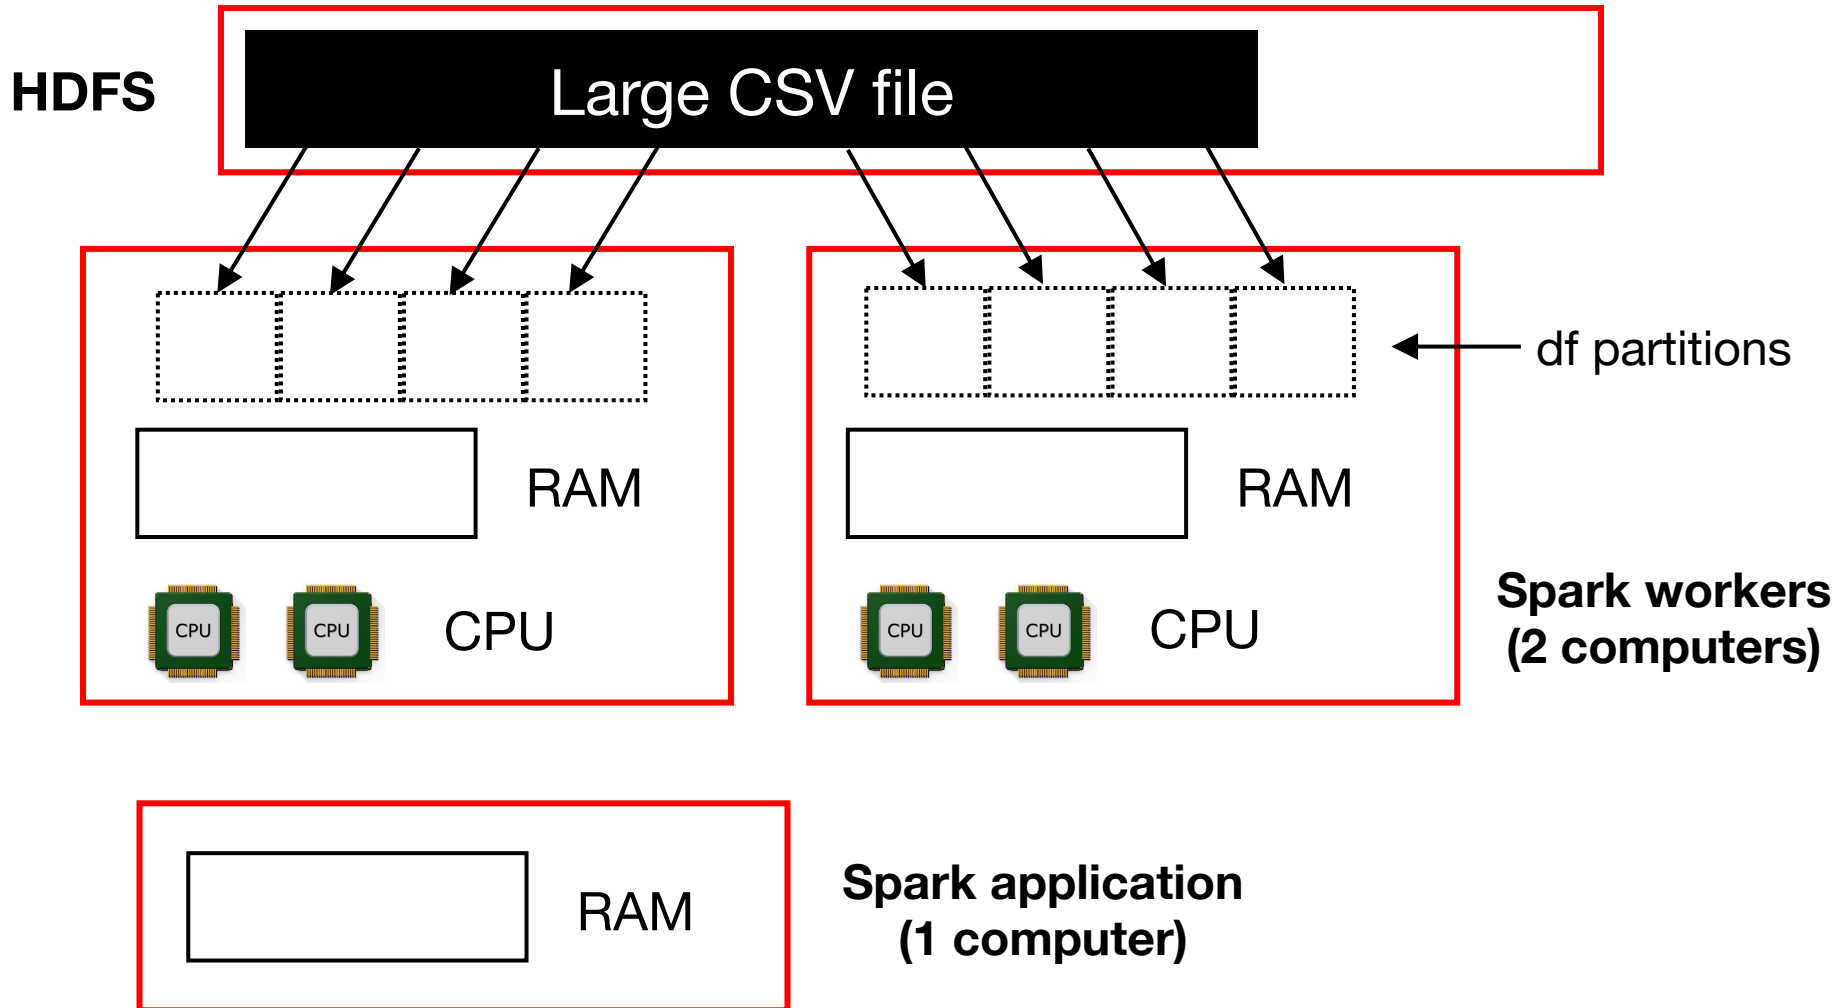 HDFS
Large CSV file
df partitions
RAM
RAM
CPU
CPU
CPU
CPU
CPU
CPU
Spark workers
(2 computers)
RAM
Spark application
(1 computer)